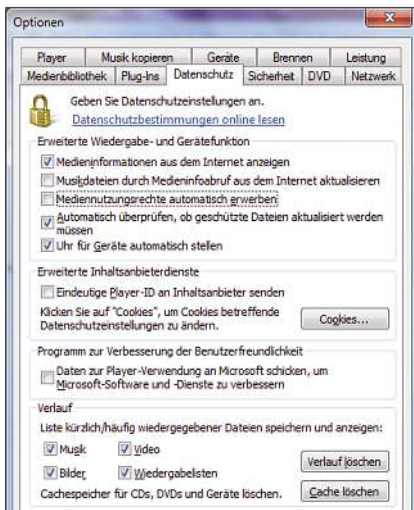 Optionen
Player Musik kopieren Geräte Brennen Leistung
Medienbibliothek Plug-Ins Datenschutz Sicherheit DVD Netzwerk
Geben Sie Datenschutzeinstellungen an.
Datenschutzbestimmungen online lesen
Erweiterte Wiedergabe- und Gerätefunktion
Medieninformationen aus dem Internet anzeigen
Musikdateien durch Medieninfoabruf aus dem Internet aktualisieren
Mediennutzungsrechte automatisch erwerben
Automatisch überprüfen, ob geschützte Dateien aktualisiert werden
müssen
Uhr für Geräte automatisch stellen
Erweiterte Inhaltsanbieterdienste
Eindeutige Player-ID an Inhaltsanbieter senden
Klicken Sie auf "Cookies", um Cookies betreffende
Datenschutzeinstellungen zu ändern.
Cookies...
Programm zur Verbesserung der Benutzerfreundlichkeit
Daten zur Player-Verwendung an Microsoft schicken, um
Microsoft-Software und -Dienste zu verbessern
Verlauf
Liste kürzlich/häufig wiedergegebener Dateien speichern und anzeigen:
Musik Video
Verlauf löschen
Bilder Wiedergabelisten
Cachespeicher für CDs, DVDs und Geräte löschen. Cache löschen